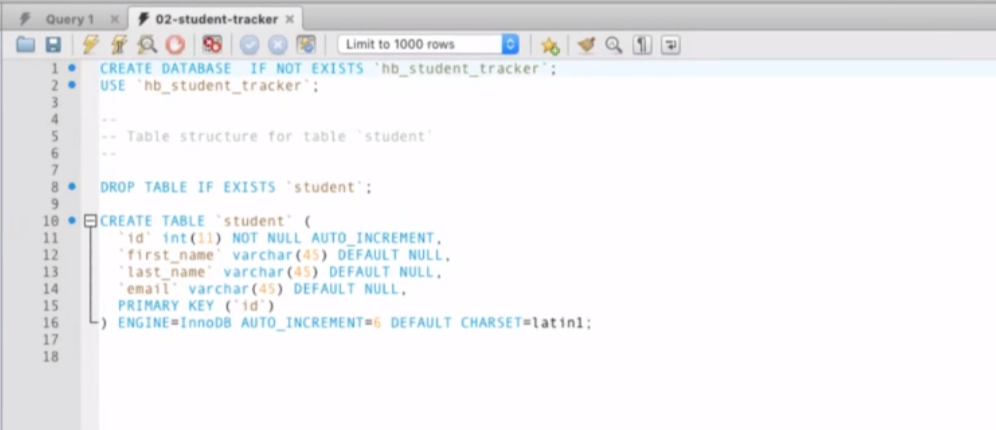 Query 1 02-student-tracker
Limit to 1000 rows
1 CREATE DATABASE  IF NOT EXISTS `hb_student_tracker`;
2 USE `hb_student_tracker`;
3
4 --
5 -- Table structure for table `student`
6 --
7
8 DROP TABLE IF EXISTS `student`;
9
10 CREATE TABLE `student` (
11 `id` int(11) NOT NULL AUTO_INCREMENT,
12 `first_name` varchar(45) DEFAULT NULL,
13 `last_name` varchar(45) DEFAULT NULL,
14 `email` varchar(45) DEFAULT NULL,
15 PRIMARY KEY (`id`)
16 ) ENGINE=InnoDB AUTO_INCREMENT=6 DEFAULT CHARSET=latin1;
17
18